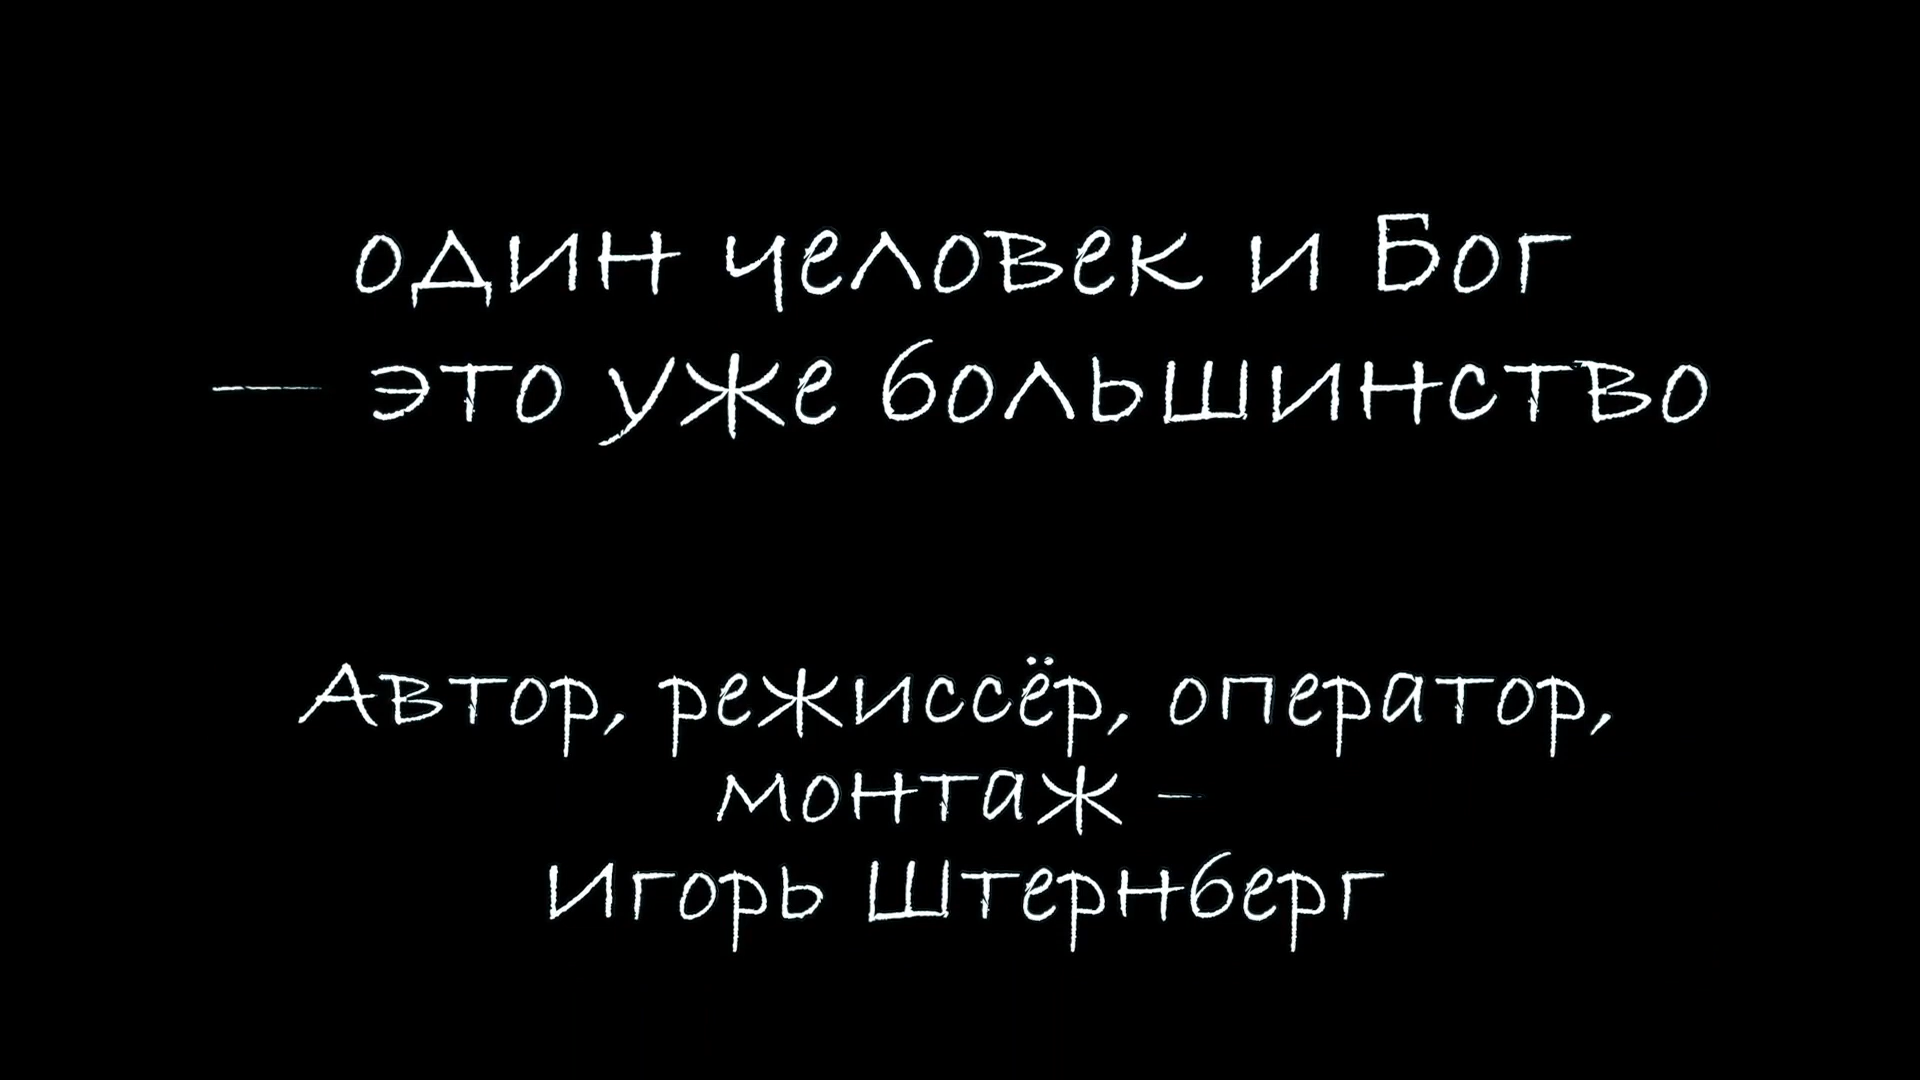 один человек и Бог
— это уже большинство
Автор, режиссёр, оператор,
монтаж –
Игорь Штернберг